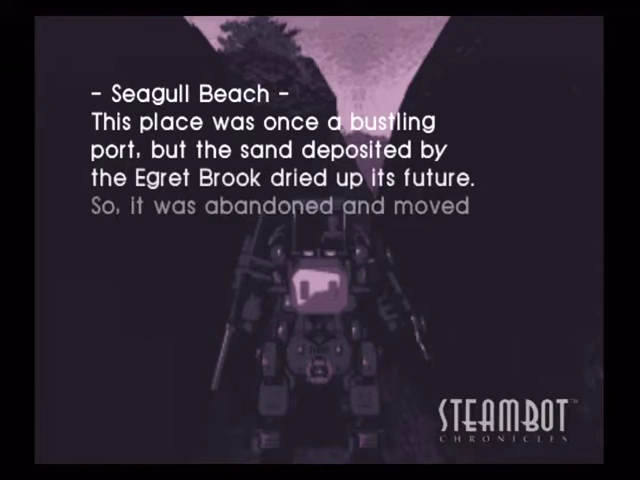 - Seagull Beach -
This place was once a bustling
port, but the sand deposited by
the Egret Brook dried up its future.
So, it was abandoned and moved
STEAMBOT™
CHRONICLES